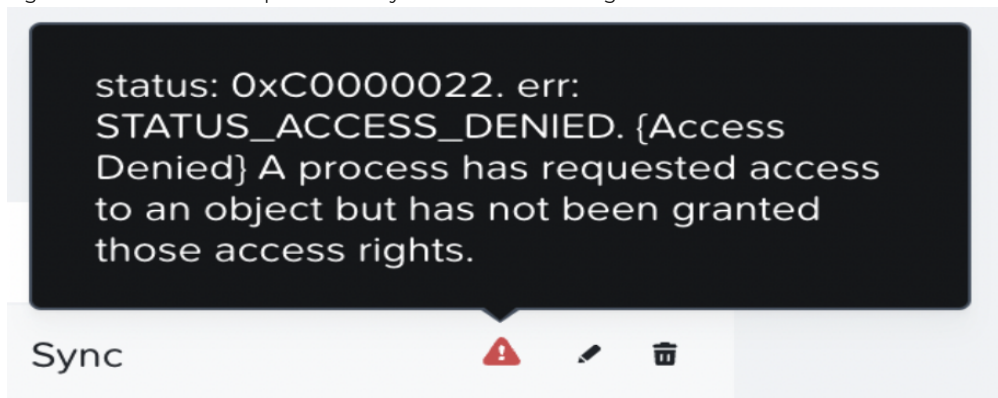 status: 0xC0000022. err:
STATUS_ACCESS_DENIED. {Access
Denied} A process has requested access
to an object but has not been granted
those access rights.
Sync